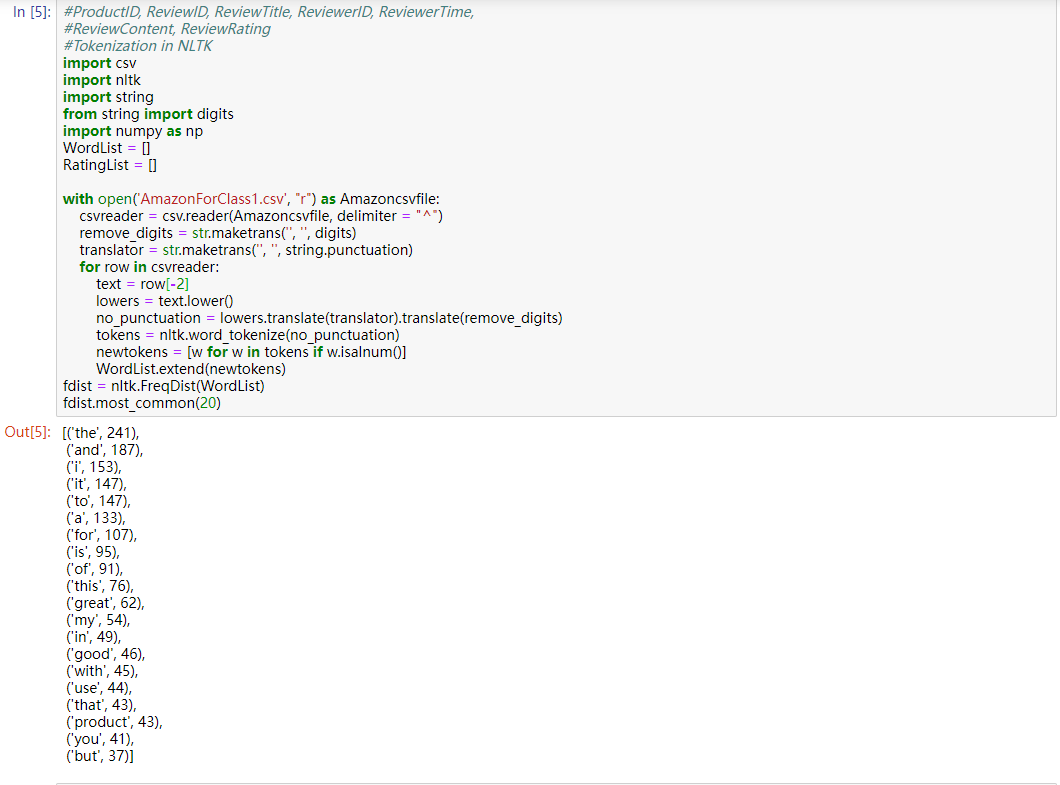 In [5]:
#ProductID, ReviewID, ReviewTitle, ReviewerID, ReviewerTime,
#ReviewContent, ReviewRating
#Tokenization in NLTK
import csv
import nltk
import string
from string import digits
import numpy as np
WordList = []
RatingList = []

with open('AmazonForClass1.csv', "r") as Amazoncsvfile:
    csvreader = csv.reader(Amazoncsvfile, delimiter = "^")
    remove_digits = str.maketrans('', '', digits)
    translator = str.maketrans('', '', string.punctuation)
    for row in csvreader:
        text = row[-2]
        lowers = text.lower()
        no_punctuation = lowers.translate(translator).translate(remove_digits)
        tokens = nltk.word_tokenize(no_punctuation)
        newtokens = [w for w in tokens if w.isalnum()]
        WordList.extend(newtokens)
fdist = nltk.FreqDist(WordList)
fdist.most_common(20)
Out[5]:
[('the', 241),
 ('and', 187),
 ('i', 153),
 ('it', 147),
 ('to', 147),
 ('a', 133),
 ('for', 107),
 ('is', 95),
 ('of', 91),
 ('this', 76),
 ('great', 62),
 ('my', 54),
 ('in', 49),
 ('good', 46),
 ('with', 45),
 ('use', 44),
 ('that', 43),
 ('product', 43),
 ('you', 41),
 ('but', 37)]